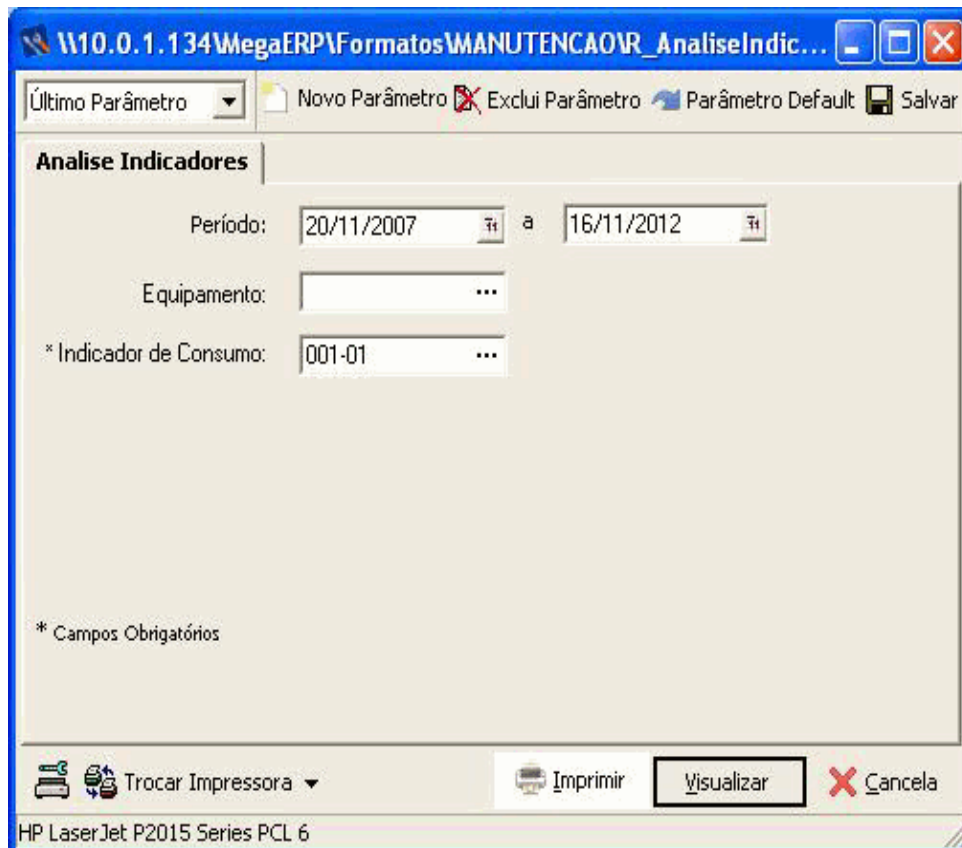 \\10.0.1.134\MegaERP\Formatos\MANUTENCAO\R_AnaliseIndic...
Último Parâmetro Novo Parâmetro Exclui Parâmetro Parâmetro Default Salvar
Analise Indicadores
Período: 20/11/2007 a 16/11/2012
Equipamento: ...
* Indicador de Consumo: 001-01 ...
* Campos Obrigatórios
Trocar Impressora Imprimir Visualizar Cancela
HP LaserJet P2015 Series PCL 6